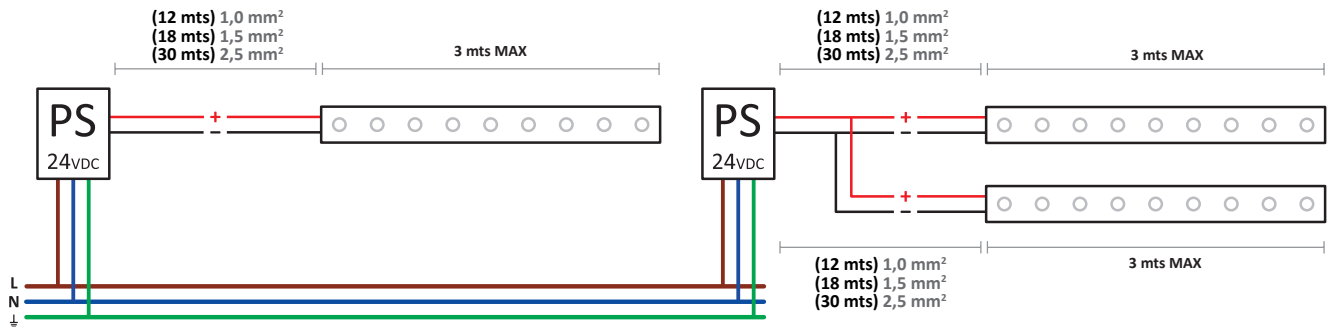 (12 mts) 1,0 mm²
(18 mts) 1,5 mm²
(30 mts) 2,5 mm²
3 mts MAX
(12 mts) 1,0 mm²
(18 mts) 1,5 mm²
(30 mts) 2,5 mm²
3 mts MAX
PS
24VDC
+
–
PS
24VDC
+
–
+
–
(12 mts) 1,0 mm²
(18 mts) 1,5 mm²
(30 mts) 2,5 mm²
3 mts MAX
L
N
⏚